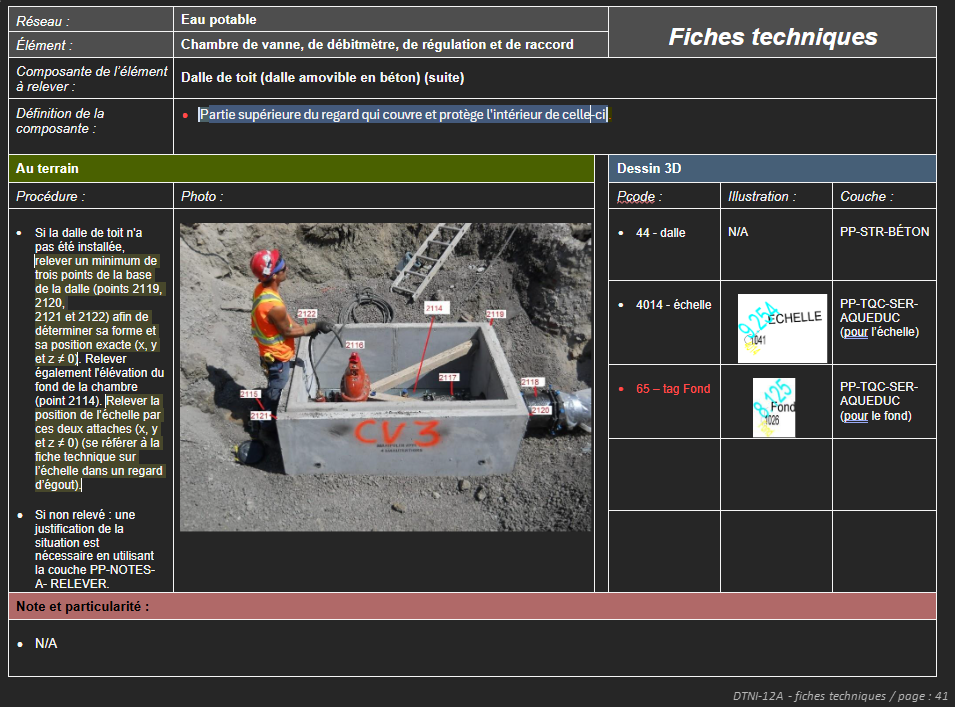 Réseau :
Eau potable
Fiches techniques
Élément :
Chambre de vanne, de débitmètre, de régulation et de raccord
Composante de l'élément
à relever :
Dalle de toit (dalle amovible en béton) (suite)
Définition de la
composante :
• Partie supérieure du regard qui couvre et protège l'intérieur de celle-ci
Au terrain
Procédure :
Photo :
• Si la dalle de toit n'a
pas été installée,
relever un minimum de
trois points de la base
de la dalle (points 2119,
2120,
2121 et 2122) afin de
déterminer sa forme et
sa position exacte (x, y
et z ≠ 0). Relever
également l'élévation du
fond de la chambre
(point 2114). Relever la
position de l'échelle par
ces deux attaches (x, y
et z ≠ 0) (se référer à la
fiche technique sur
l'échelle dans un regard
d'égout).
• Si non relevé : une
justification de la
situation est
nécessaire en utilisant
la couche PP-NOTES-
A- RELEVER.
2114
2122
2119
2116
2117
2118
2115
2121
2120
CV3
Dessin 3D
Pcode :
Illustration :
Couche :
• 44 - dalle
N/A
PP-STR-BÉTON
• 4014 - échelle
9.254
ECHELLE
1041
PP-TQC-SER-
AQUEDUC
(pour l'échelle)
• 65 – tag Fond
8.125
Fond
1026
PP-TQC-SER-
AQUEDUC
(pour le fond)
Note et particularité :
• N/A
DTNI-12A - fiches techniques / page : 41